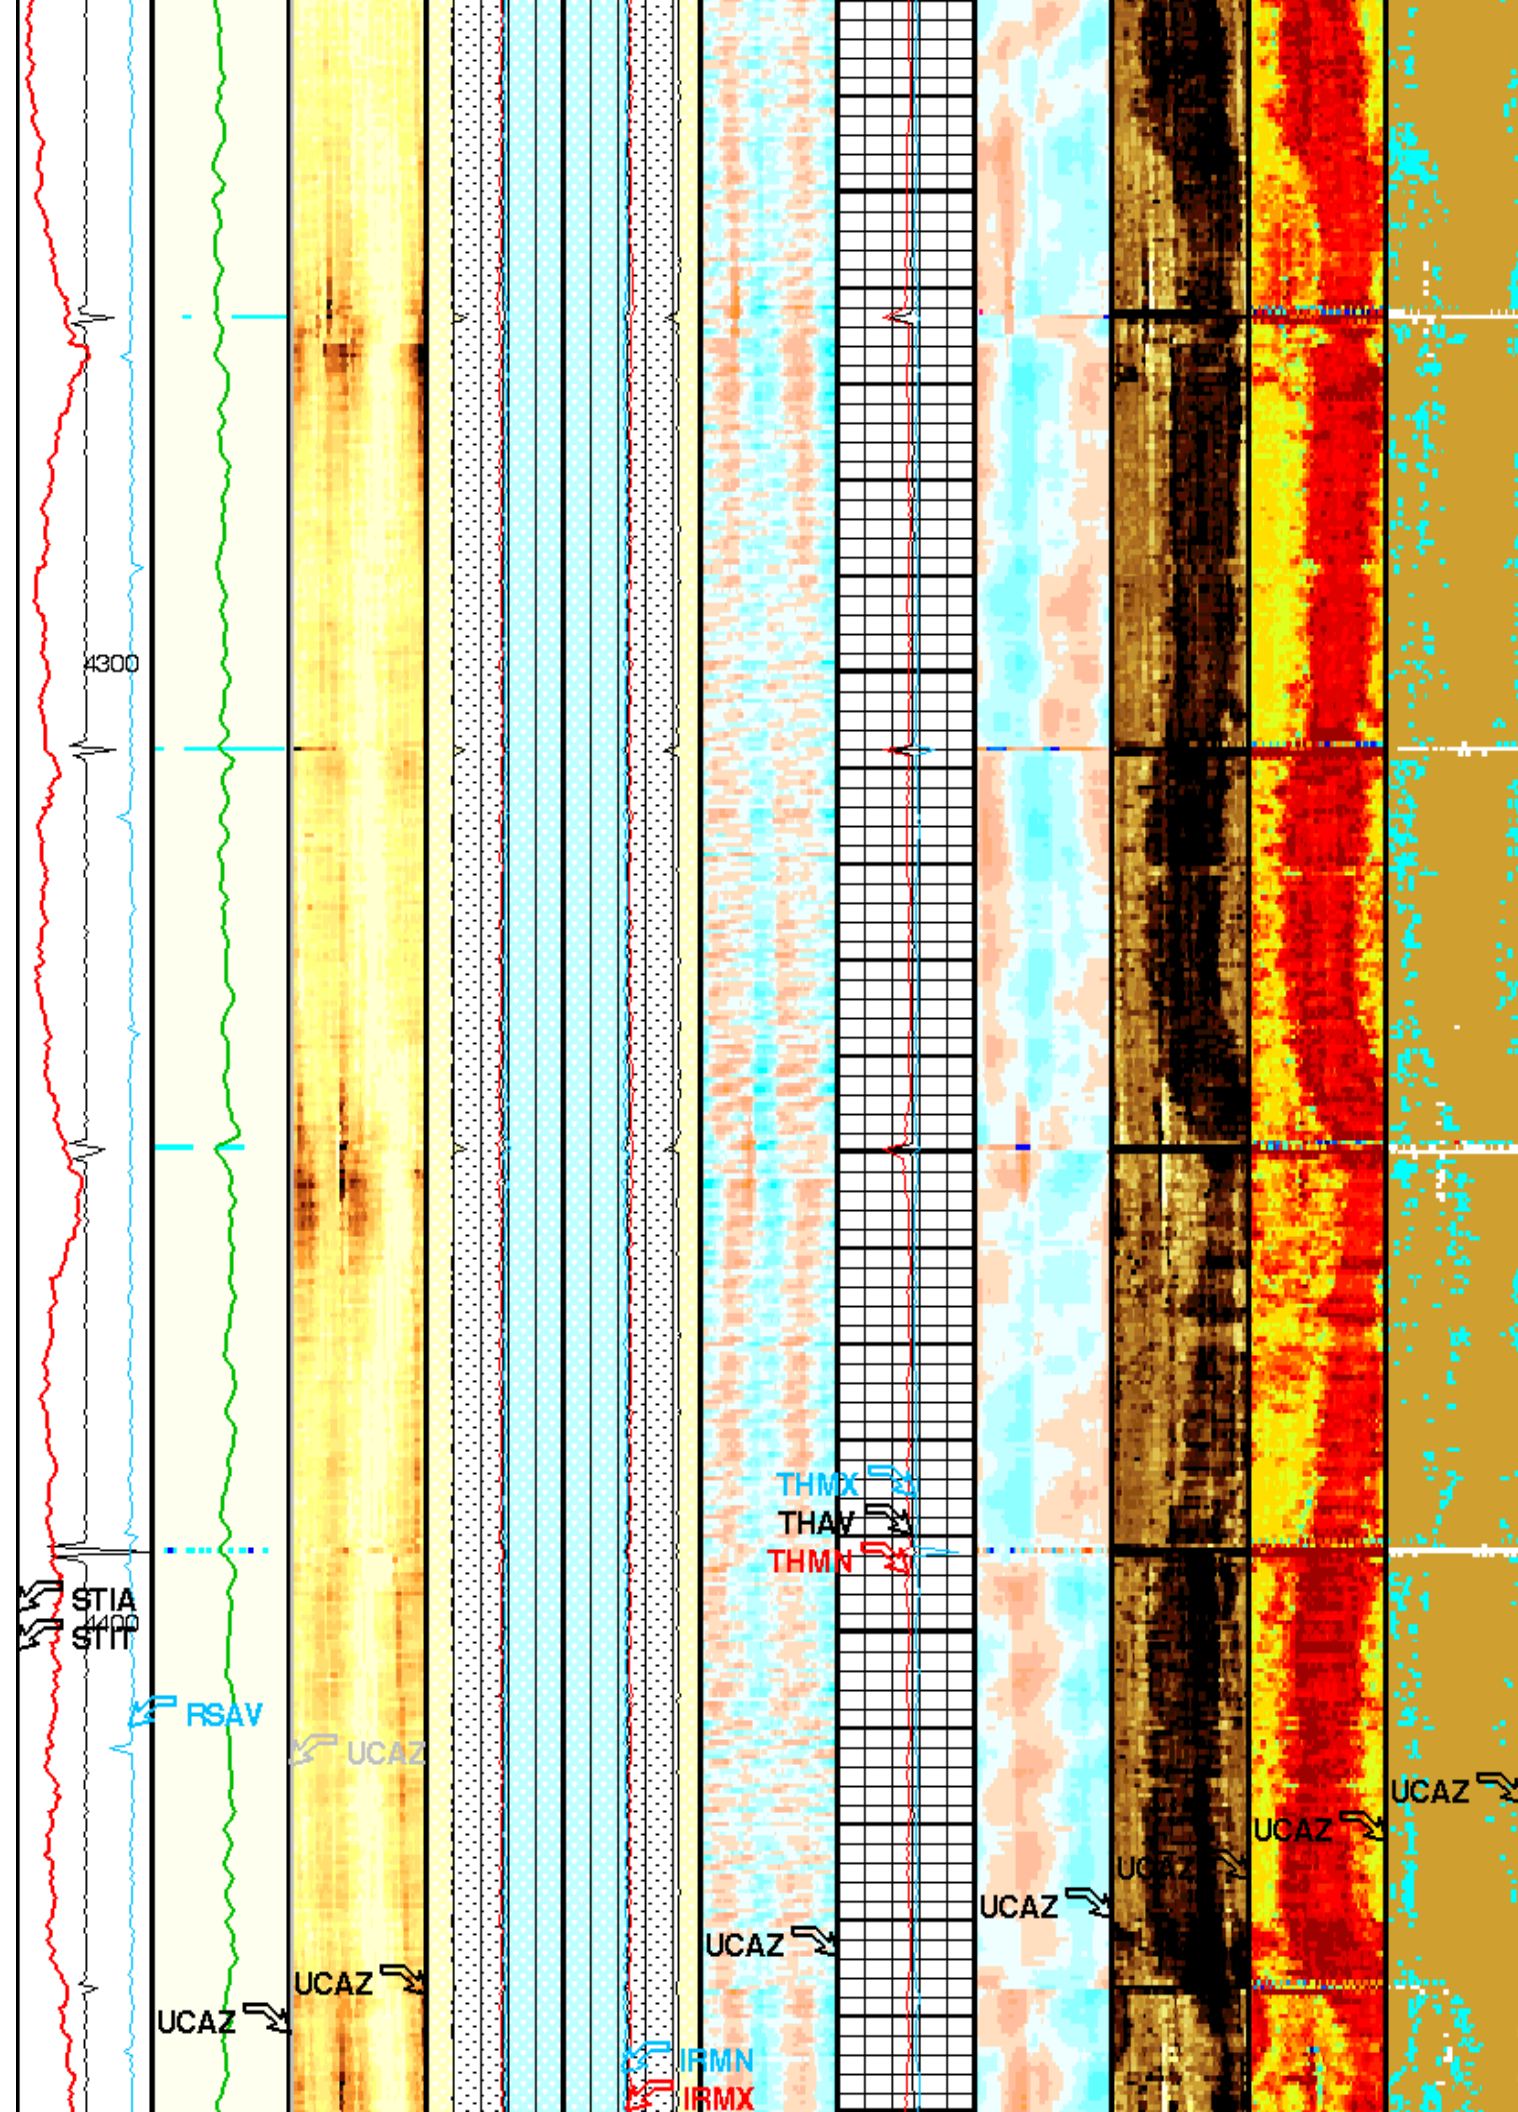 4300
THMX
THAV
THMN
STIA
4400
STIT
RSAV
UCAZ
UCAZ
UCAZ
UCAZ
UCAZ
UCAZ
UCAZ
UCAZ
IRMN
IRMX